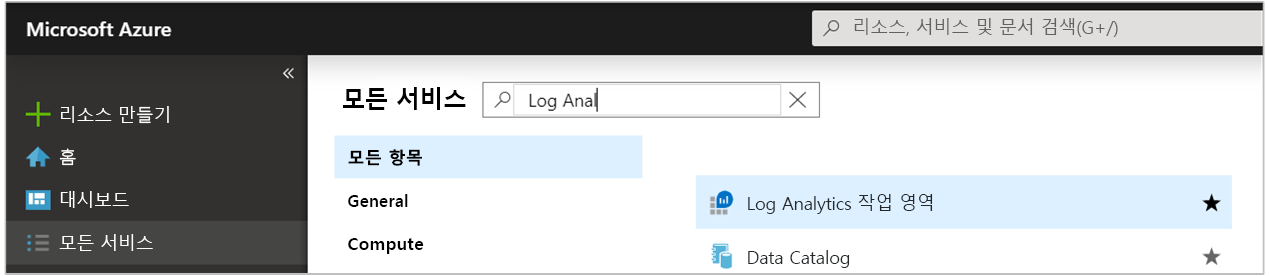 Microsoft Azure
리소스, 서비스 및 문서 검색(G+/)
«
리소스 만들기
홈
대시보드
모든 서비스
모든 서비스
Log Anal
모든 항목
General
Compute
Log Analytics 작업 영역
Data Catalog